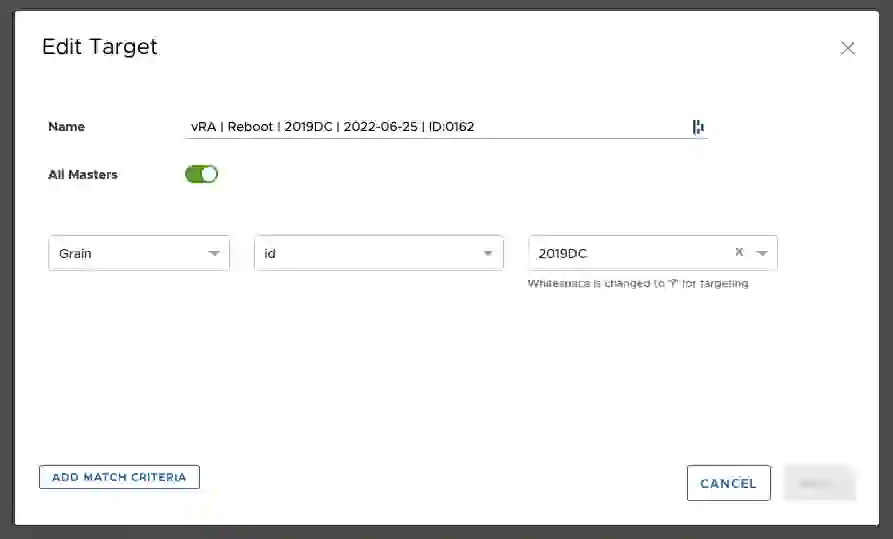 Edit Target
Name
vRA | Reboot | 2019DC | 2022-06-25 | ID:0162
All Masters
Grain
id
2019DC
Whitespace is changed to '?' for targeting
ADD MATCH CRITERIA
CANCEL